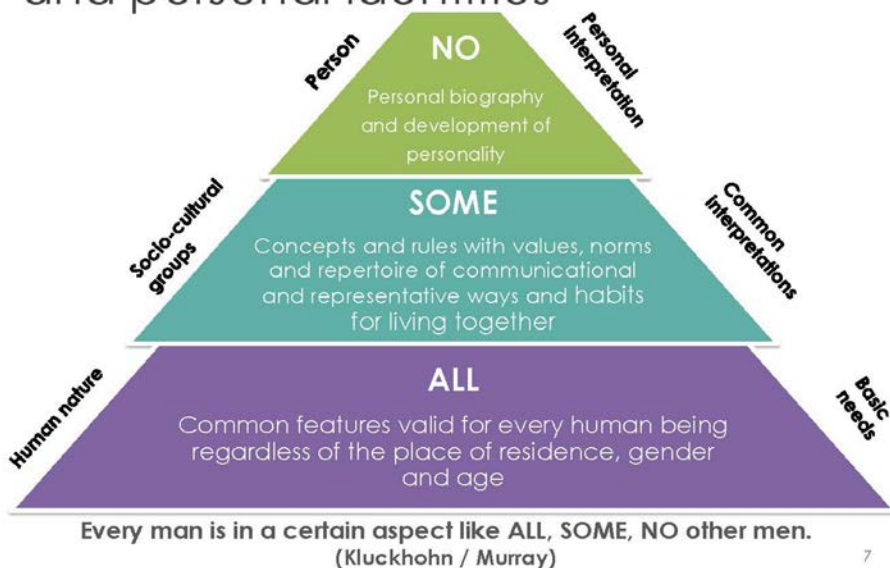 and personal identities
Person
NO
Personal
interpretation
Personal biography
and development of
personality
Socio-cultural
groups
SOME
Common
interpretations
Concepts and rules with values, norms
and repertoire of communicational
and representative ways and habits
for living together
Human nature
ALL
Basic
needs
Common features valid for every human being
regardless of the place of residence, gender
and age
Every man is in a certain aspect like ALL, SOME, NO other men.
(Kluckhohn / Murray)
7